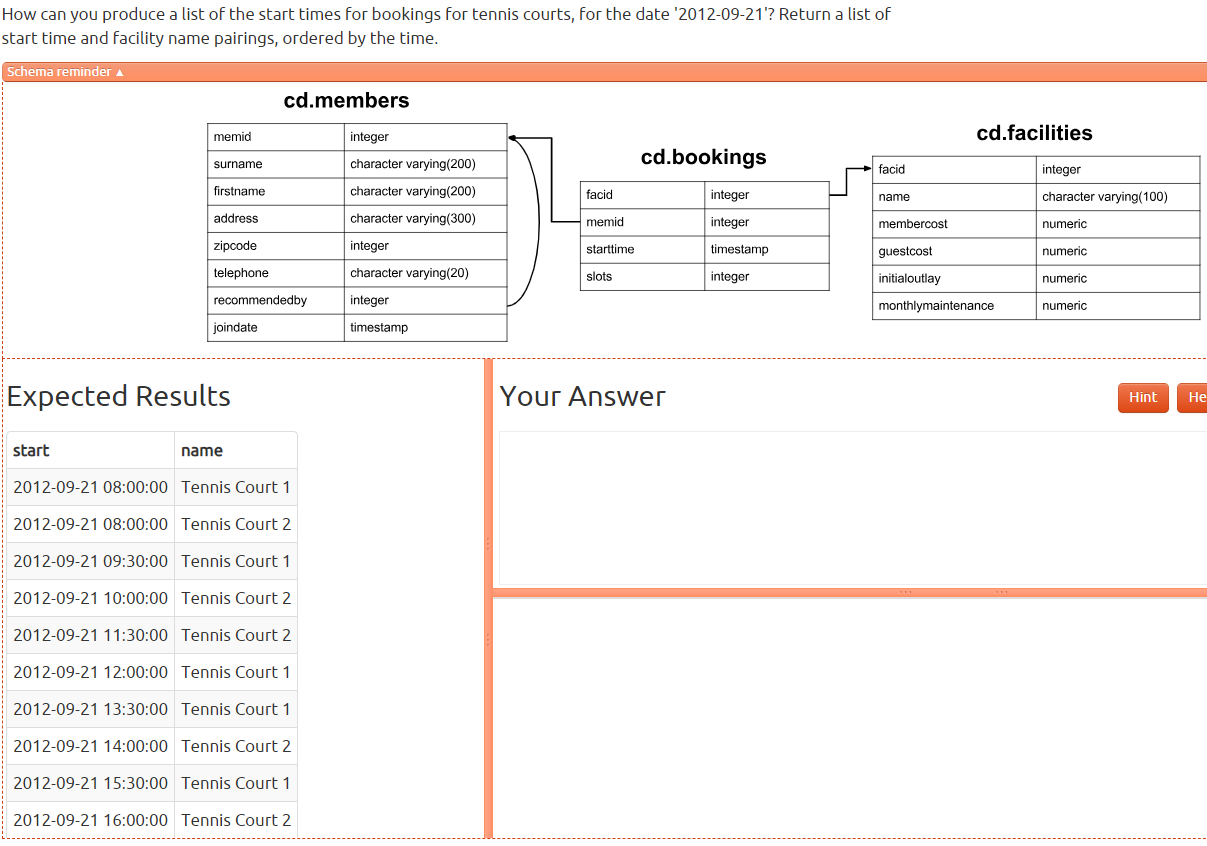 How can you produce a list of the start times for bookings for tennis courts, for the date '2012-09-21'? Return a list of
start time and facility name pairings, ordered by the time.
Schema reminder ▲
cd.members
memid integer
surname character varying(200)
firstname character varying(200)
address character varying(300)
zipcode integer
telephone character varying(20)
recommendedby integer
joindate timestamp
cd.bookings
facid integer
memid integer
starttime timestamp
slots integer
cd.facilities
facid integer
name character varying(100)
membercost numeric
guestcost numeric
initialoutlay numeric
monthlymaintenance numeric
Expected Results
start name
2012-09-21 08:00:00 Tennis Court 1
2012-09-21 08:00:00 Tennis Court 2
2012-09-21 09:30:00 Tennis Court 1
2012-09-21 10:00:00 Tennis Court 2
2012-09-21 11:30:00 Tennis Court 2
2012-09-21 12:00:00 Tennis Court 1
2012-09-21 13:30:00 Tennis Court 1
2012-09-21 14:00:00 Tennis Court 2
2012-09-21 15:30:00 Tennis Court 1
2012-09-21 16:00:00 Tennis Court 2
Your Answer
Hint
He